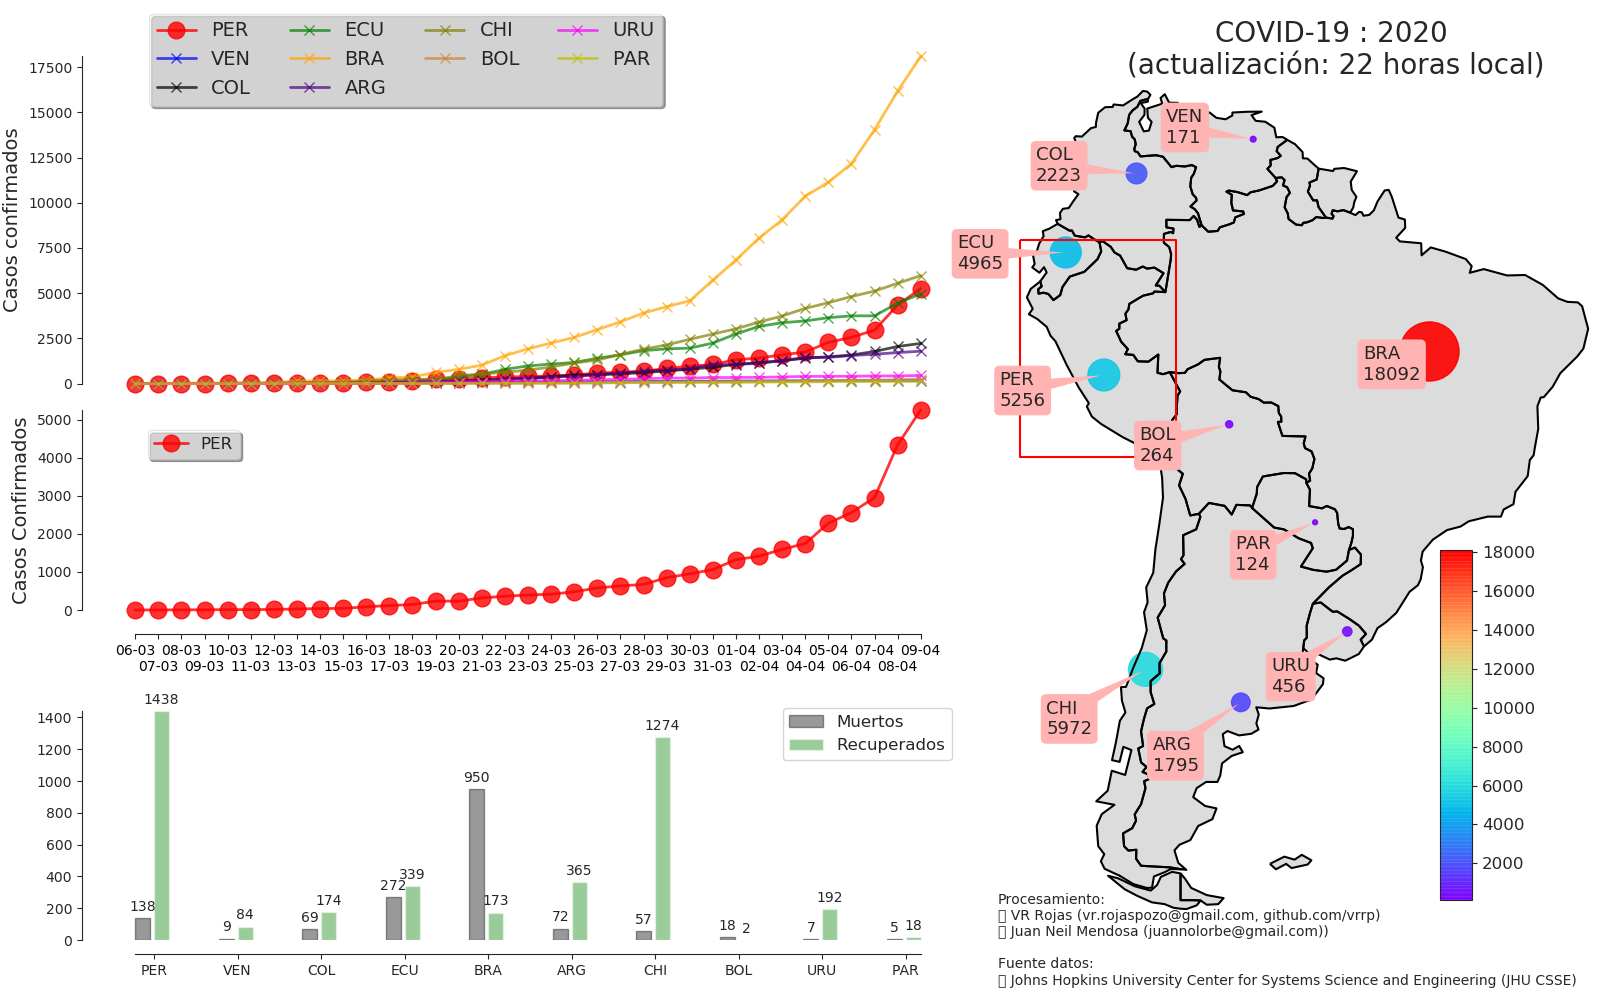 PER
VEN
COL
ECU
BRA
ARG
CHI
BOL
URU
PAR
Casos confirmados
17500
15000
12500
10000
7500
5000
2500
0
PER
Casos Confirmados
5000
4000
3000
2000
1000
0
06-03 08-03 10-03 12-03 14-03 16-03 18-03 20-03 22-03 24-03 26-03 28-03 30-03 01-04 03-04 05-04 07-04 09-04
07-03 09-03 11-03 13-03 15-03 17-03 19-03 21-03 23-03 25-03 27-03 29-03 31-03 02-04 04-04 06-04 08-04
Muertos
Recuperados
1400
1200
1000
800
600
400
200
0
138 1438
9 84
69 174
272 339
950 173
72 365
57 1274
18 2
7 192
5 18
PER VEN COL ECU BRA ARG CHI BOL URU PAR
COVID-19 : 2020
(actualización: 22 horas local)
VEN
171
COL
2223
ECU
4965
BRA
18092
PER
5256
BOL
264
PAR
124
URU
456
CHI
5972
ARG
1795
18000
16000
14000
12000
10000
8000
6000
4000
2000
Procesamiento:
VR Rojas (vr.rojaspozo@gmail.com, github.com/vrrp)
Juan Neil Mendosa (juannolorbe@gmail.com))
Fuente datos:
Johns Hopkins University Center for Systems Science and Engineering (JHU CSSE)